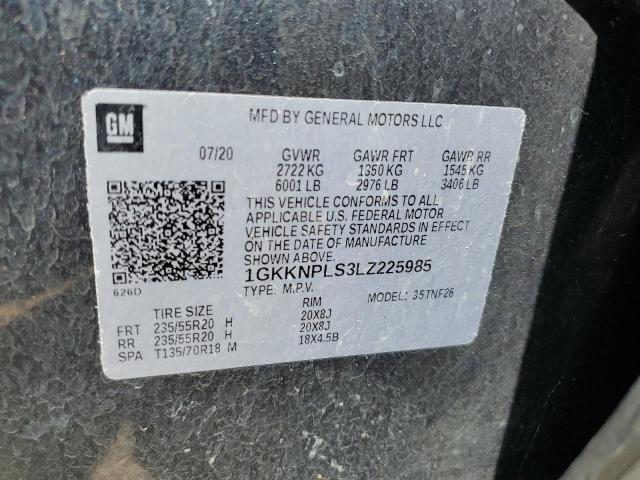 GM
MFD BY GENERAL MOTORS LLC
07/20 GVWR GAWR FRT GAWR RR
2722 KG 1350 KG 1545 KG
6001 LB 2976 LB 3406 LB
THIS VEHICLE CONFORMS TO ALL
APPLICABLE U.S. FEDERAL MOTOR
VEHICLE SAFETY STANDARDS IN EFFECT
ON THE DATE OF MANUFACTURE
SHOWN ABOVE.
626D
1GKKNPLS3LZ225985
TYPE: M.P.V. MODEL: 35TNF26
TIRE SIZE RIM
FRT 235/55R20 H 20X8J
RR 235/55R20 H 20X8J
SPA T135/70R18 M 18X4.5B